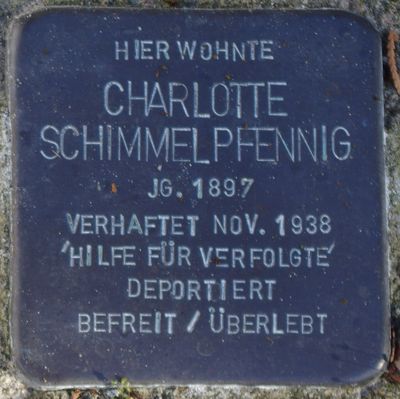 HIER WOHNTE
CHARLOTTE
SCHIMMELPFENNIG
JG. 1897
VERHAFTET NOV. 1938
'HILFE FÜR VERFOLGTE'
DEPORTIERT
BEFREIT / ÜBERLEBT